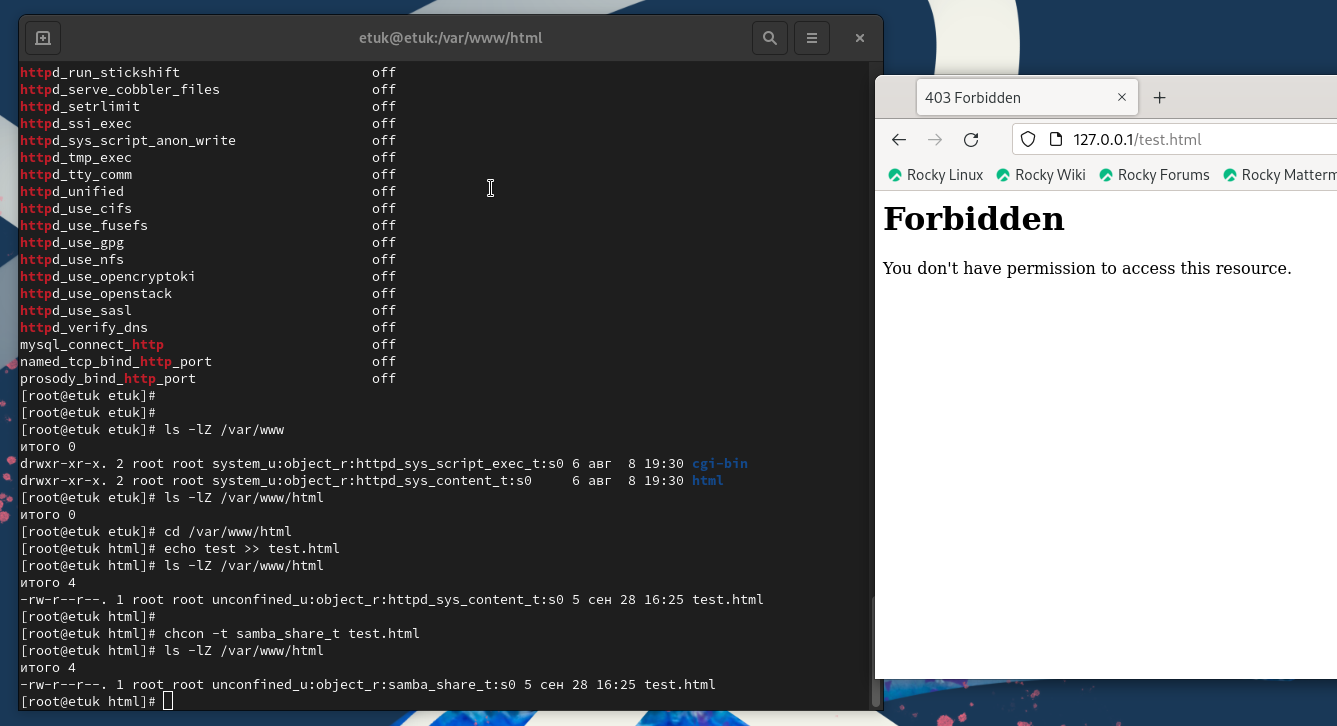 etuk@etuk:/var/www/html
httpd_run_stickshift off
httpd_serve_cobbler_files off
httpd_setrlimit off
httpd_ssi_exec off
httpd_sys_script_anon_write off
httpd_tmp_exec off
httpd_tty_comm off
httpd_unified off
httpd_use_cifs off
httpd_use_fusefs off
httpd_use_gpg off
httpd_use_nfs off
httpd_use_opencryptoki off
httpd_use_openstack off
httpd_use_sasl off
httpd_verify_dns off
mysql_connect_http off
named_tcp_bind_http_port off
prosody_bind_http_port off
[root@etuk etuk]#
[root@etuk etuk]#
[root@etuk etuk]# ls -lZ /var/www
итого 0
drwxr-xr-x. 2 root root system_u:object_r:httpd_sys_script_exec_t:s0 6 авг 8 19:30 cgi-bin
drwxr-xr-x. 2 root root system_u:object_r:httpd_sys_content_t:s0 6 авг 8 19:30 html
[root@etuk etuk]# ls -lZ /var/www/html
итого 0
[root@etuk etuk]# cd /var/www/html
[root@etuk html]# echo test >> test.html
[root@etuk html]# ls -lZ /var/www/html
итого 4
-rw-r--r--. 1 root root unconfined_u:object_r:httpd_sys_content_t:s0 5 сен 28 16:25 test.html
[root@etuk html]#
[root@etuk html]# chcon -t samba_share_t test.html
[root@etuk html]# ls -lZ /var/www/html
итого 4
-rw-r--r--. 1 root root unconfined_u:object_r:samba_share_t:s0 5 сен 28 16:25 test.html
[root@etuk html]#
403 Forbidden
127.0.0.1/test.html
Rocky Linux Rocky Wiki Rocky Forums Rocky Matterm
Forbidden
You don't have permission to access this resource.